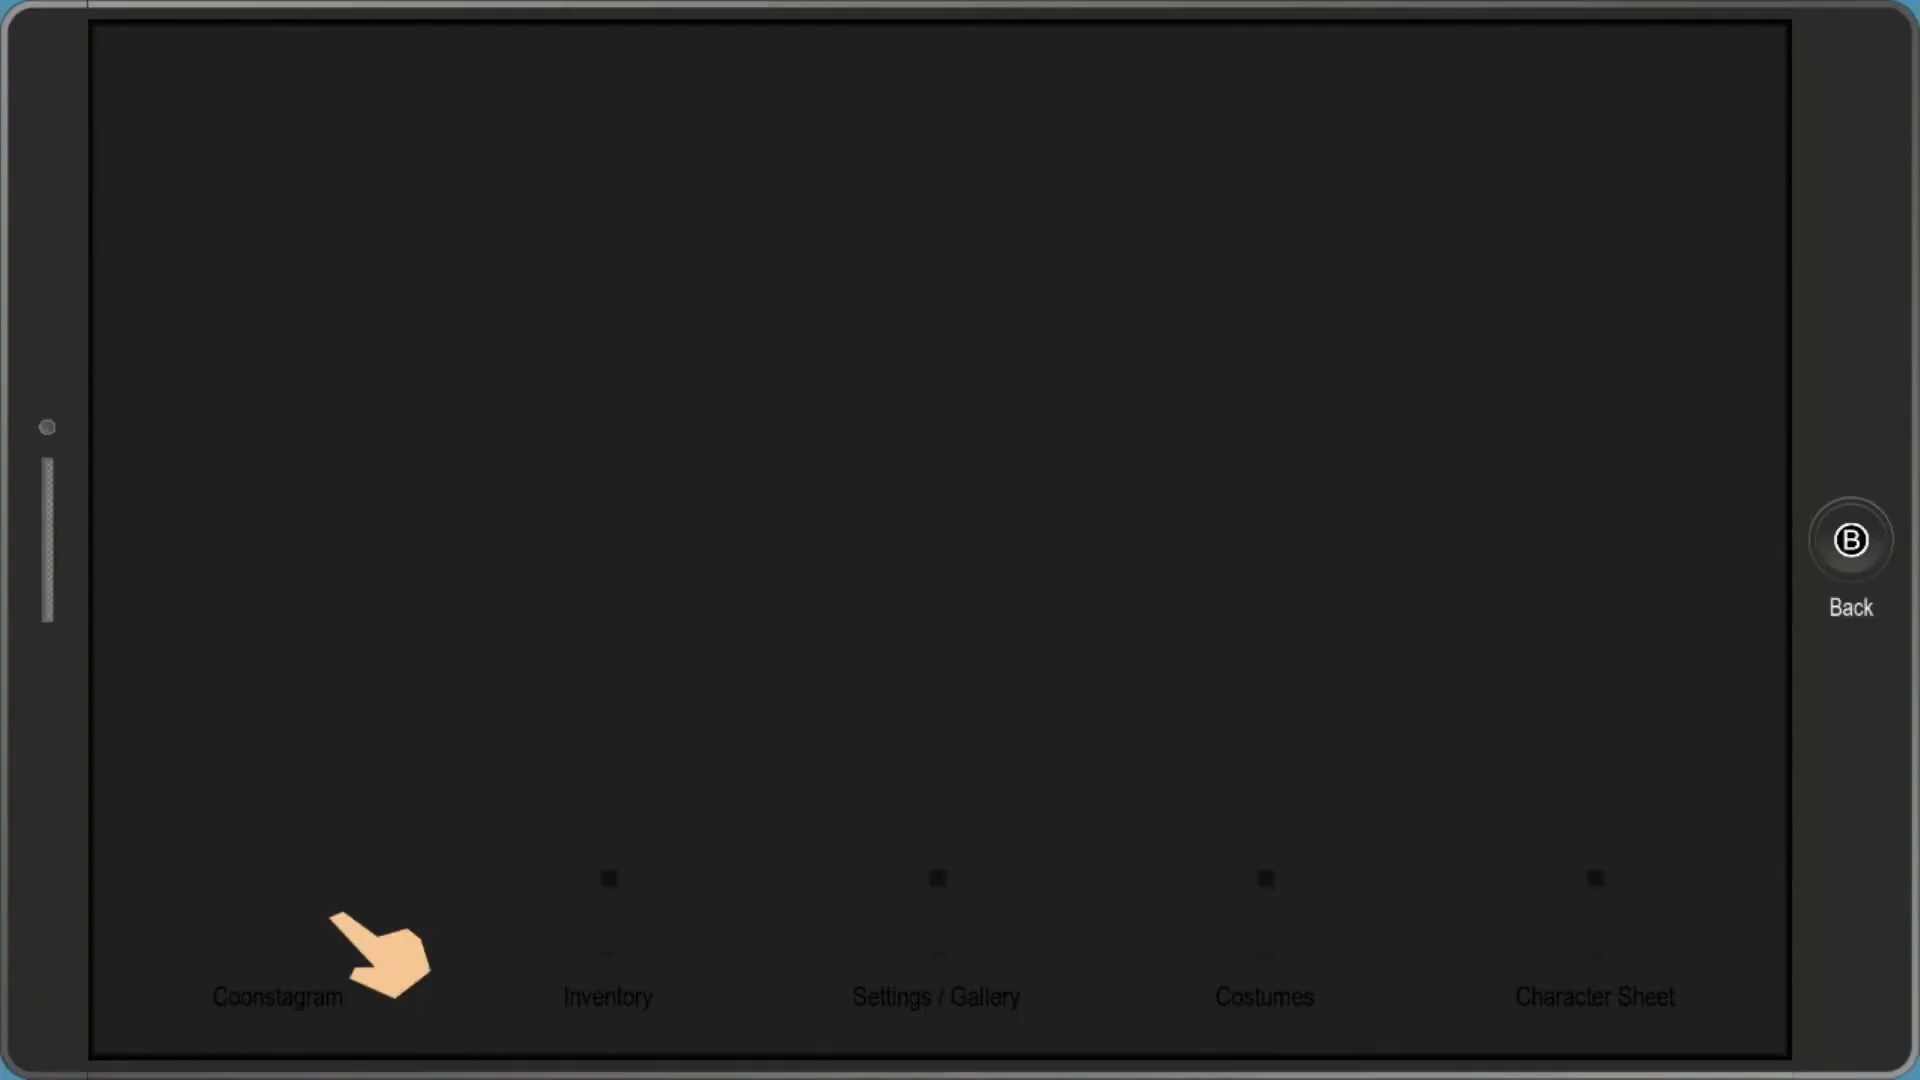 B
Back
Coonstagram
Inventory
Settings / Gallery
Costumes
Character Sheet